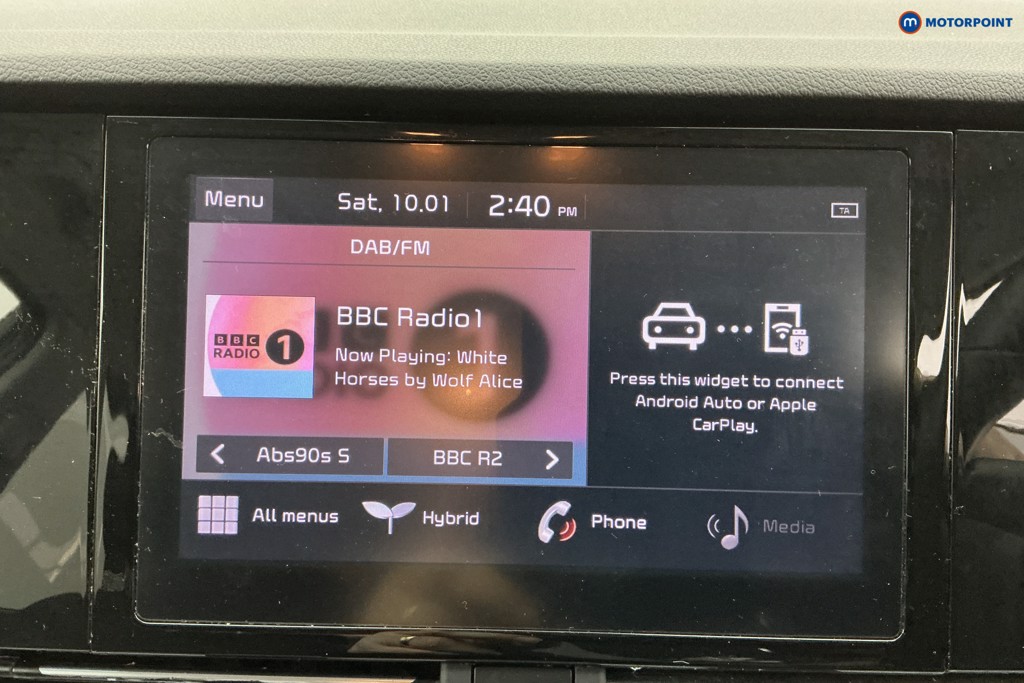 m MOTORPOINT
Menu
Sat, 10.01
2:40 PM
TA
DAB/FM
BBC
RADIO 1
BBC Radio1
Now Playing: White
Horses by Wolf Alice
Press this widget to connect
Android Auto or Apple
CarPlay.
< Abs90s S
BBC R2 >
All menus
Hybrid
Phone
Media